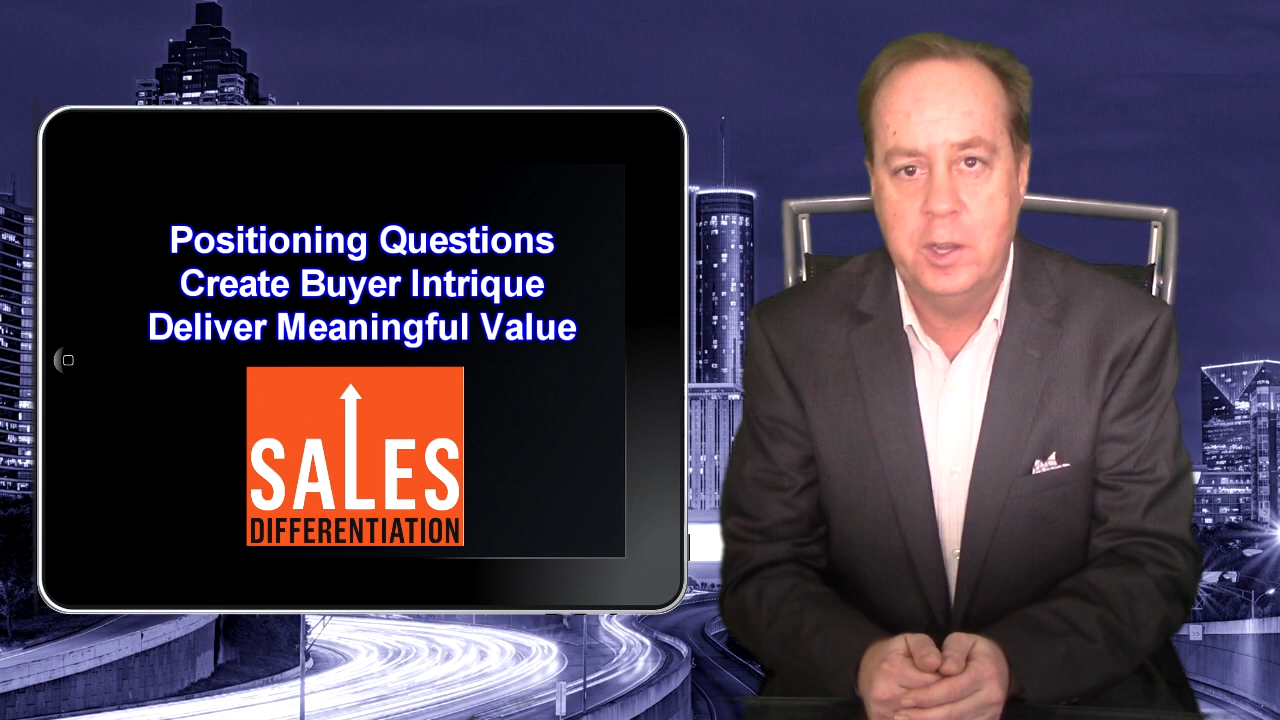 Positioning Questions
Create Buyer Intrique
Deliver Meaningful Value
SALES
DIFFERENTIATION